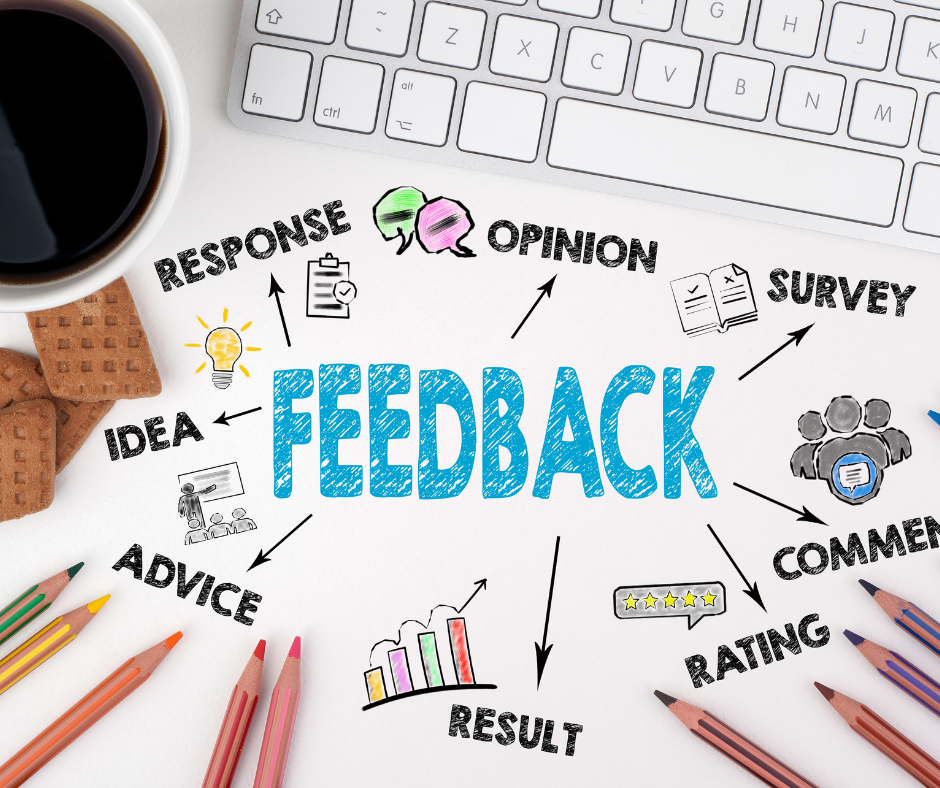 G H J K
~ Z X C V B N M
fn ctrl alt
RESPONSE
OPINION
SURVEY
FEEDBACK
IDEA
COMMEN
ADVICE
RATING
RESULT